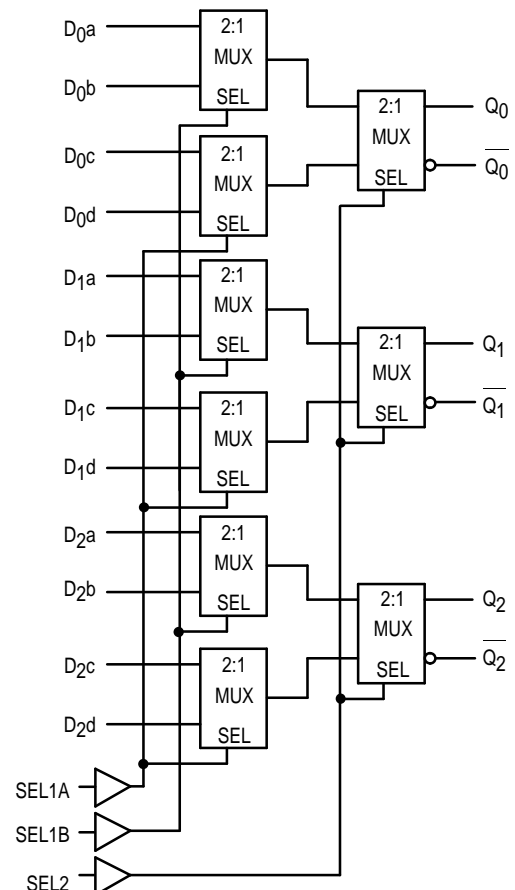 D0a
2:1
MUX
D0b
SEL
2:1
MUX
SEL
Q0
Q0
D0c
2:1
MUX
D0d
SEL
D1a
2:1
MUX
D1b
SEL
2:1
MUX
SEL
Q1
Q1
D1c
2:1
MUX
D1d
SEL
D2a
2:1
MUX
D2b
SEL
2:1
MUX
SEL
Q2
Q2
D2c
2:1
MUX
D2d
SEL
SEL1A
SEL1B
SEL2